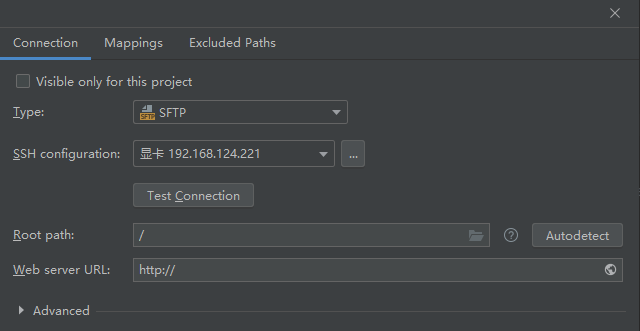 Connection Mappings Excluded Paths
Visible only for this project
Type: SFTP SFTP
SSH configuration: 显卡 192.168.124.221 ...
Test Connection
Root path: / ? Autodetect
Web server URL: http://
Advanced